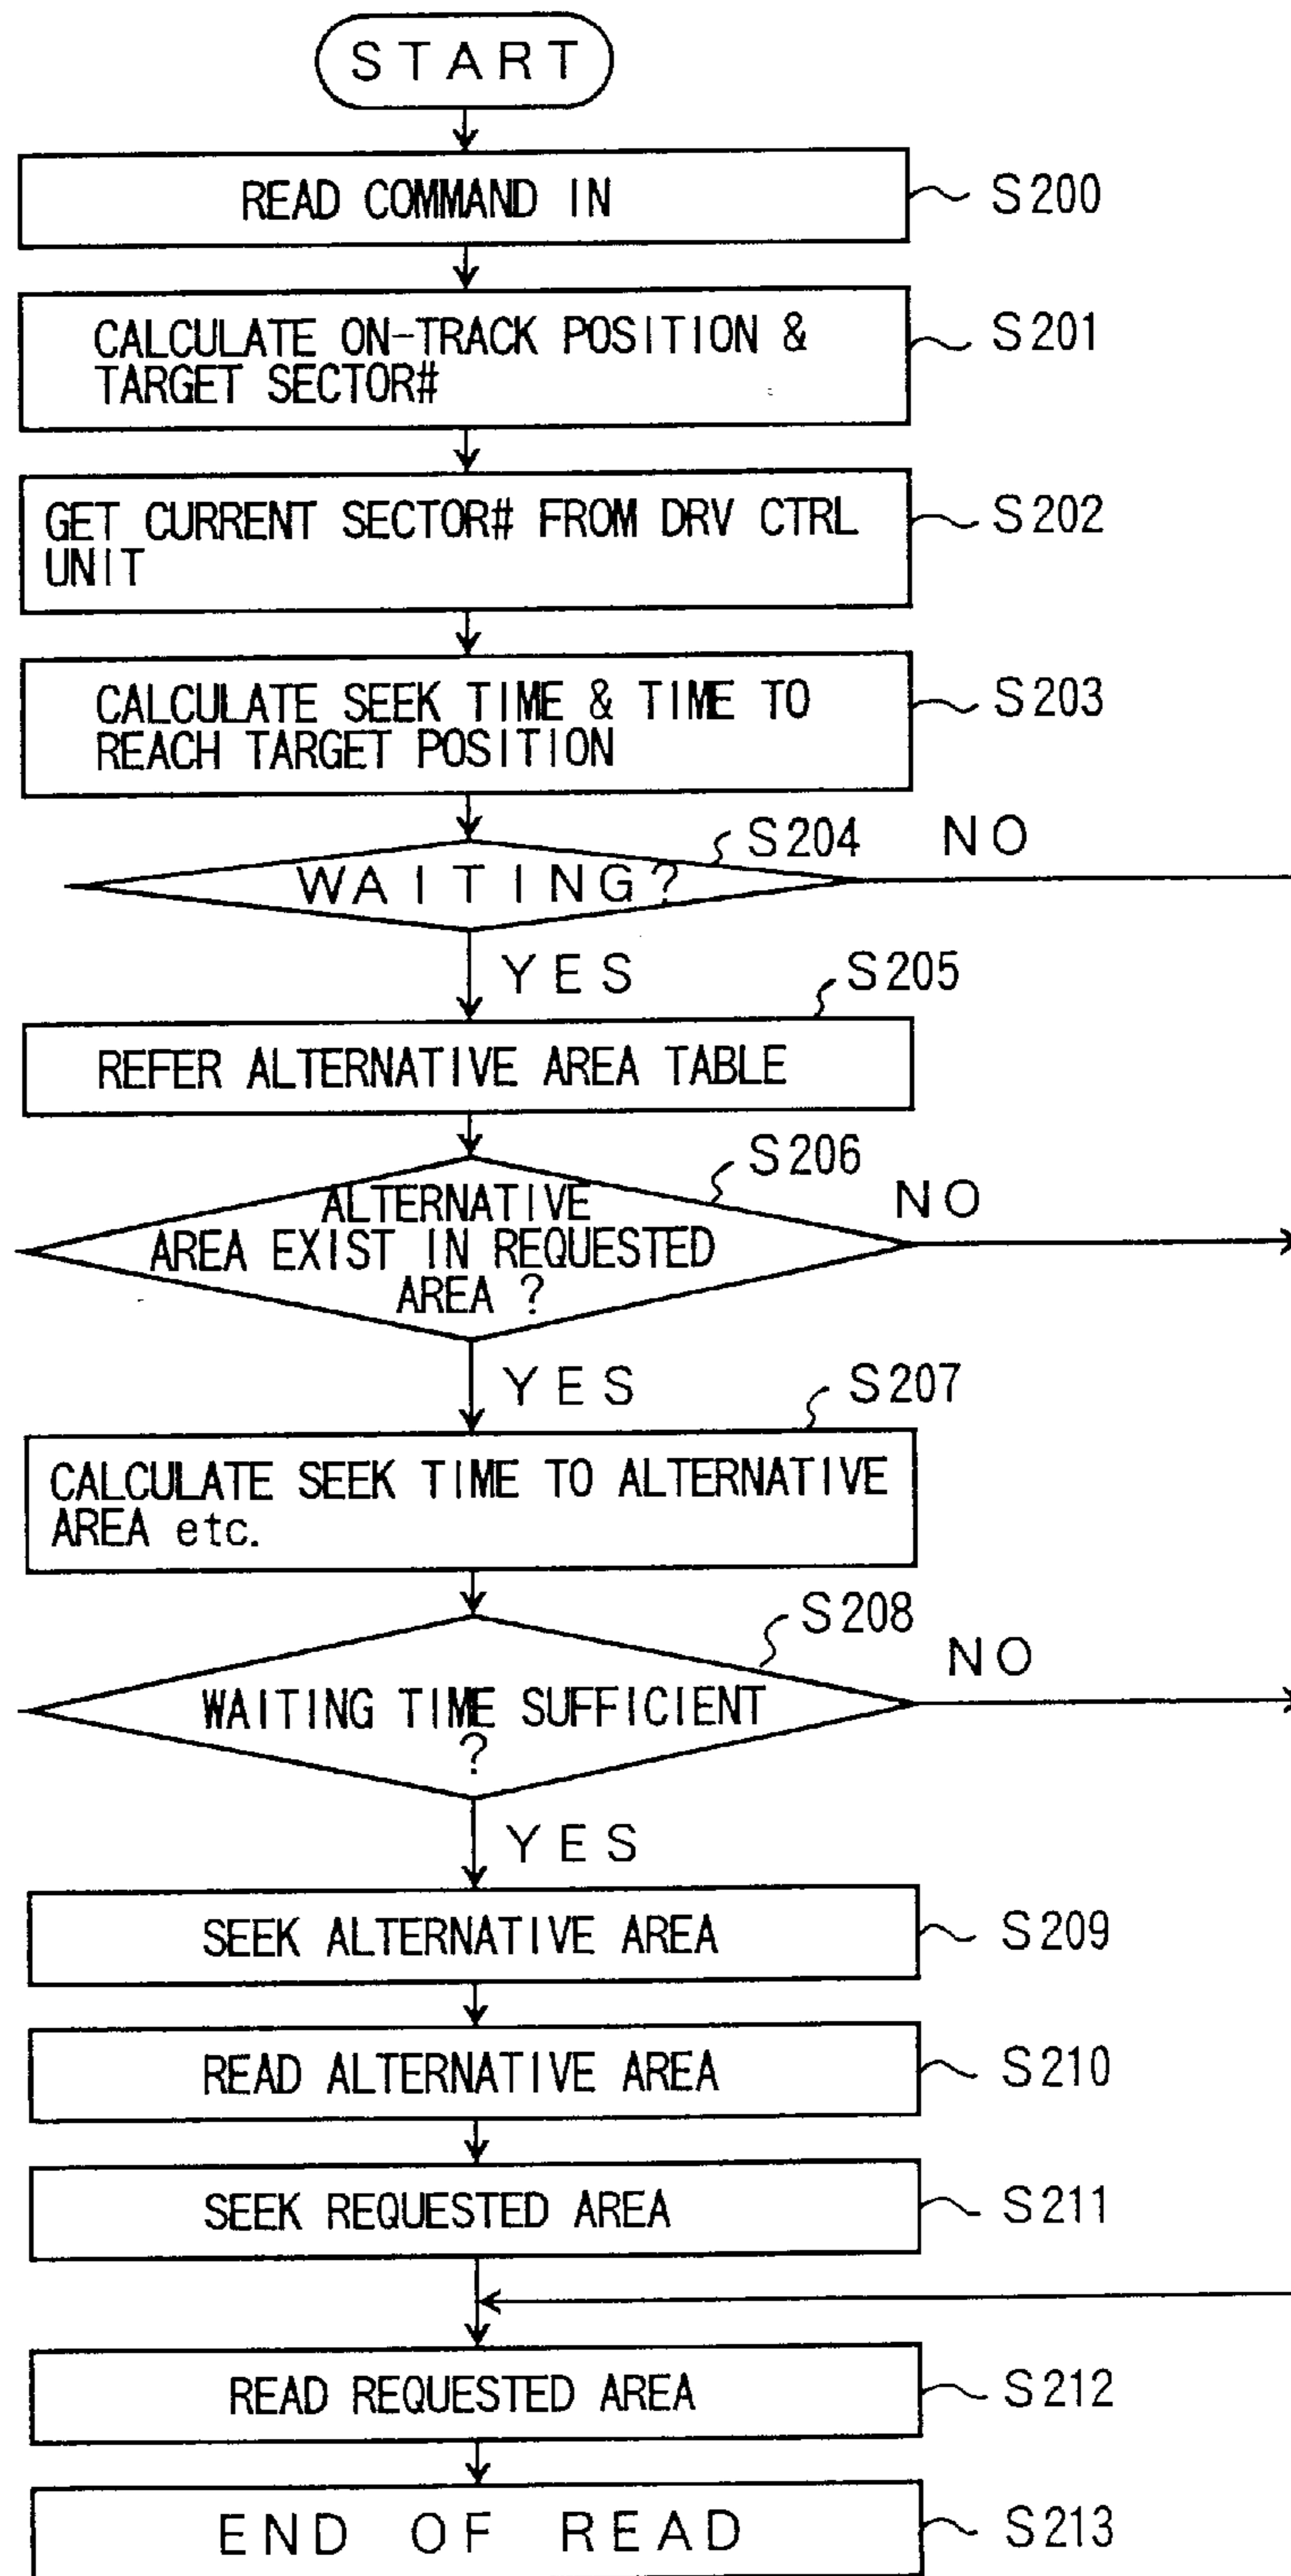 START
READ COMMAND IN
S200
CALCULATE ON-TRACK POSITION &
TARGET SECTOR#
S201
GET CURRENT SECTOR# FROM DRV CTRL
UNIT
S202
CALCULATE SEEK TIME & TIME TO
REACH TARGET POSITION
S203
S204
NO
WAITING?
YES
S205
REFER ALTERNATIVE AREA TABLE
S206
NO
ALTERNATIVE
AREA EXIST IN REQUESTED
AREA ?
YES
S207
CALCULATE SEEK TIME TO ALTERNATIVE
AREA etc.
S208
NO
WAITING TIME SUFFICIENT
?
YES
SEEK ALTERNATIVE AREA
S209
READ ALTERNATIVE AREA
S210
SEEK REQUESTED AREA
S211
READ REQUESTED AREA
S212
END OF READ
S213